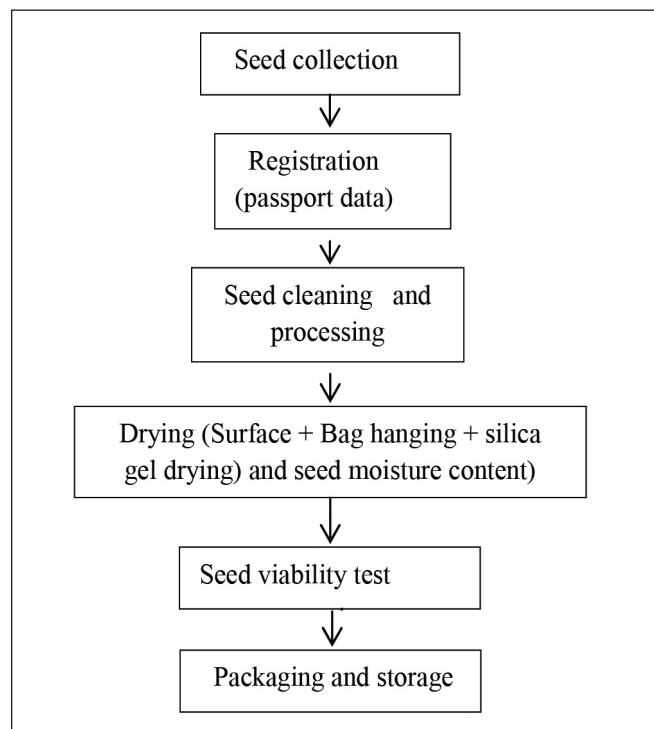 Seed collection
Registration
(passport data)
Seed cleaning and
processing
Drying (Surface + Bag hanging + silica
gel drying) and seed moisture content)
Seed viability test
Packaging and storage